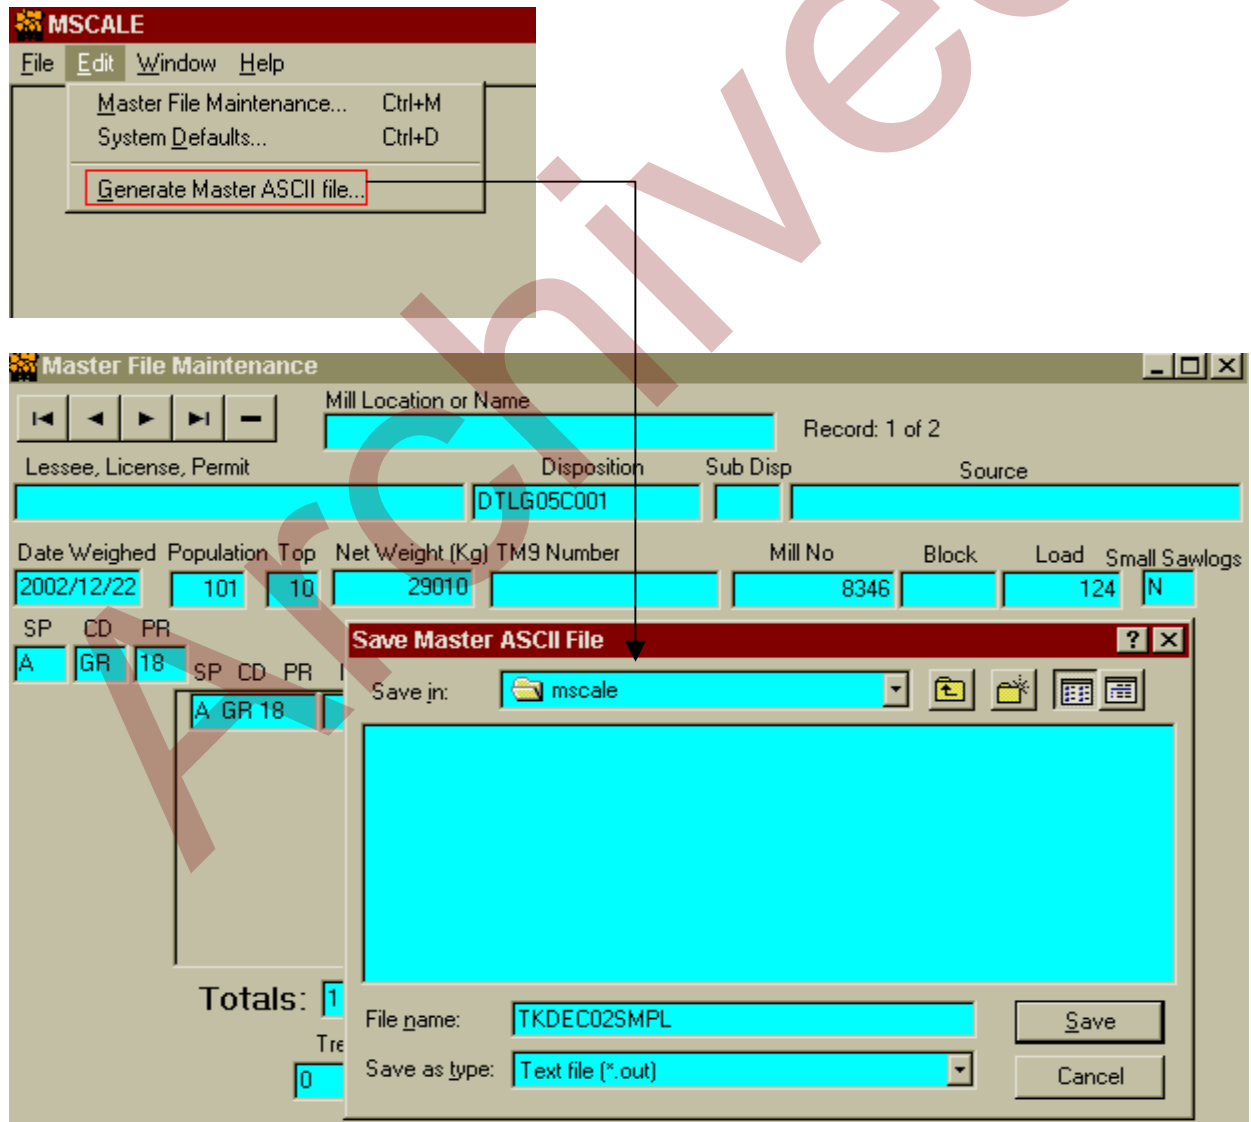 MSCALE
File Edit Window Help
Master File Maintenance... Ctrl+M
System Defaults... Ctrl+D
Generate Master ASCII file...
Master File Maintenance
Mill Location or Name
Record: 1 of 2
Lessee, License, Permit Disposition Sub Disp Source
DTLG05C001
Date Weighed Population Top Net Weight (Kg) TM9 Number Mill No Block Load Small Sawlogs
2002/12/22 101 10 29010 8346 124 N
SP CD PR
A GR 18
SP CD PR
A GR 18
Save Master ASCII File
Save in: mscale
Totals: 1
File name: TKDEC02SMPL Save
Save as type: Text file (*.out) Cancel
0
Archived